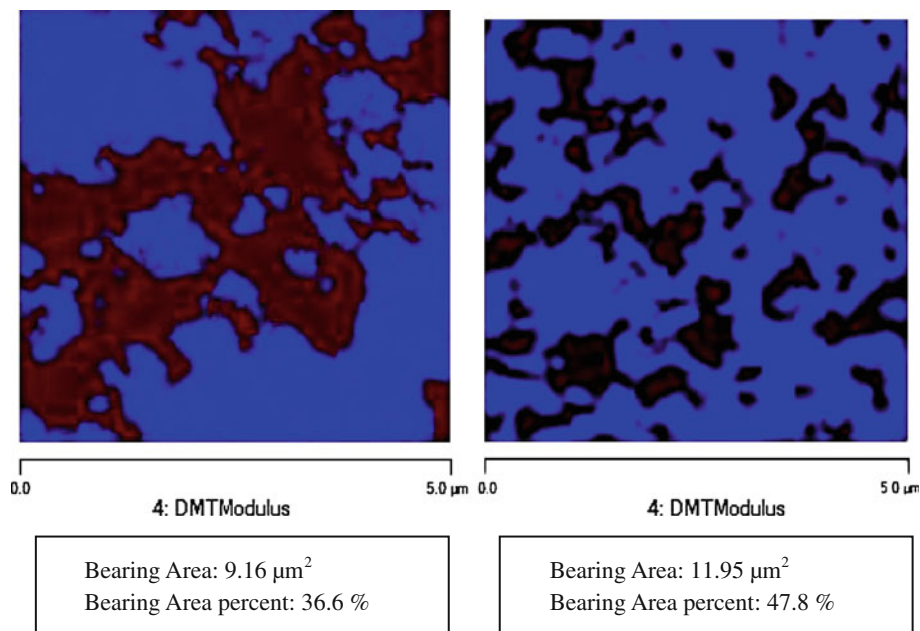 0.0 5.0 µm
4: DMTModulus
Bearing Area: 9.16 µm²
Bearing Area percent: 36.6 %
0.0 5 0 µm
4: DMTModulus
Bearing Area: 11.95 µm²
Bearing Area percent: 47.8 %